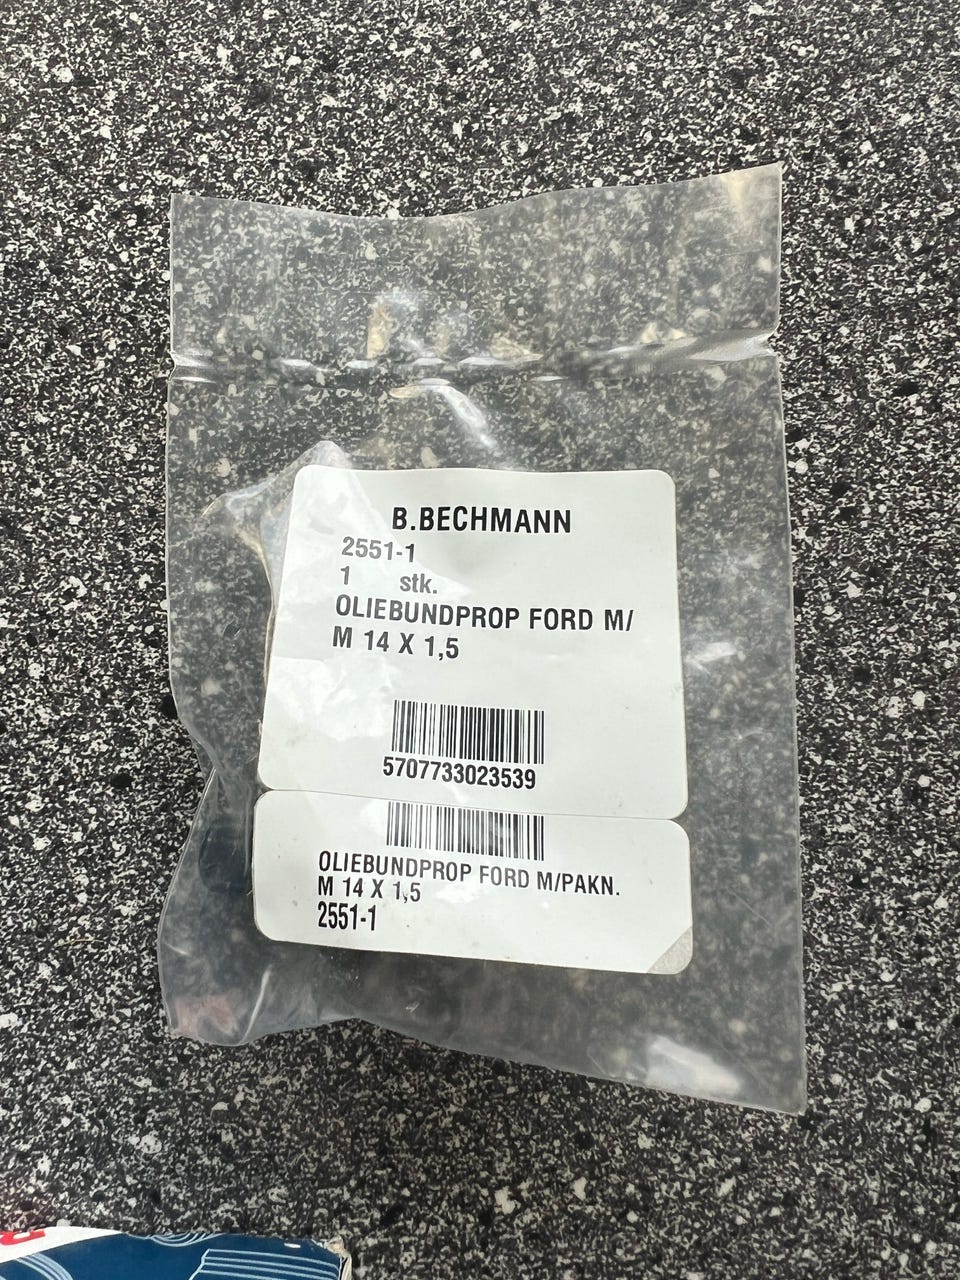 B.BECHMANN
2551-1
1 stk.
OLIEBUNDPROP FORD M/
M 14 X 1,5
5707733023539
OLIEBUNDPROP FORD M/PAKN.
M 14 X 1,5
2551-1